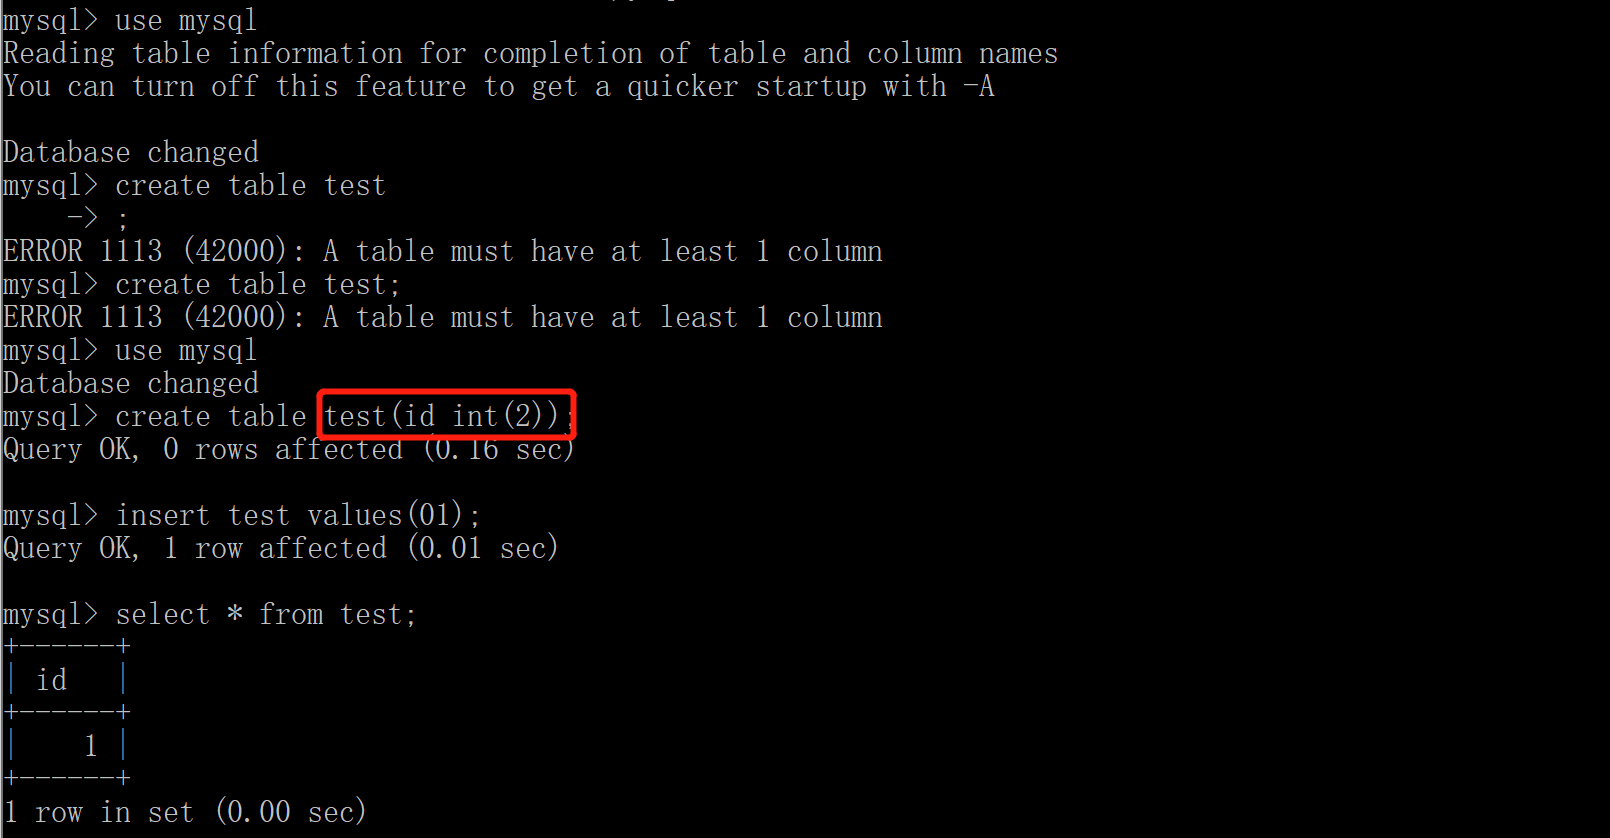 mysql> use mysql
Reading table information for completion of table and column names
You can turn off this feature to get a quicker startup with -A
Database changed
mysql> create table test
    -> ;
ERROR 1113 (42000): A table must have at least 1 column
mysql> create table test;
ERROR 1113 (42000): A table must have at least 1 column
mysql> use mysql
Database changed
mysql> create table test(id int(2));
Query OK, 0 rows affected (0.16 sec)
mysql> insert test values(01);
Query OK, 1 row affected (0.01 sec)
mysql> select * from test;
+------+
| id   |
+------+
|    1 |
+------+
1 row in set (0.00 sec)